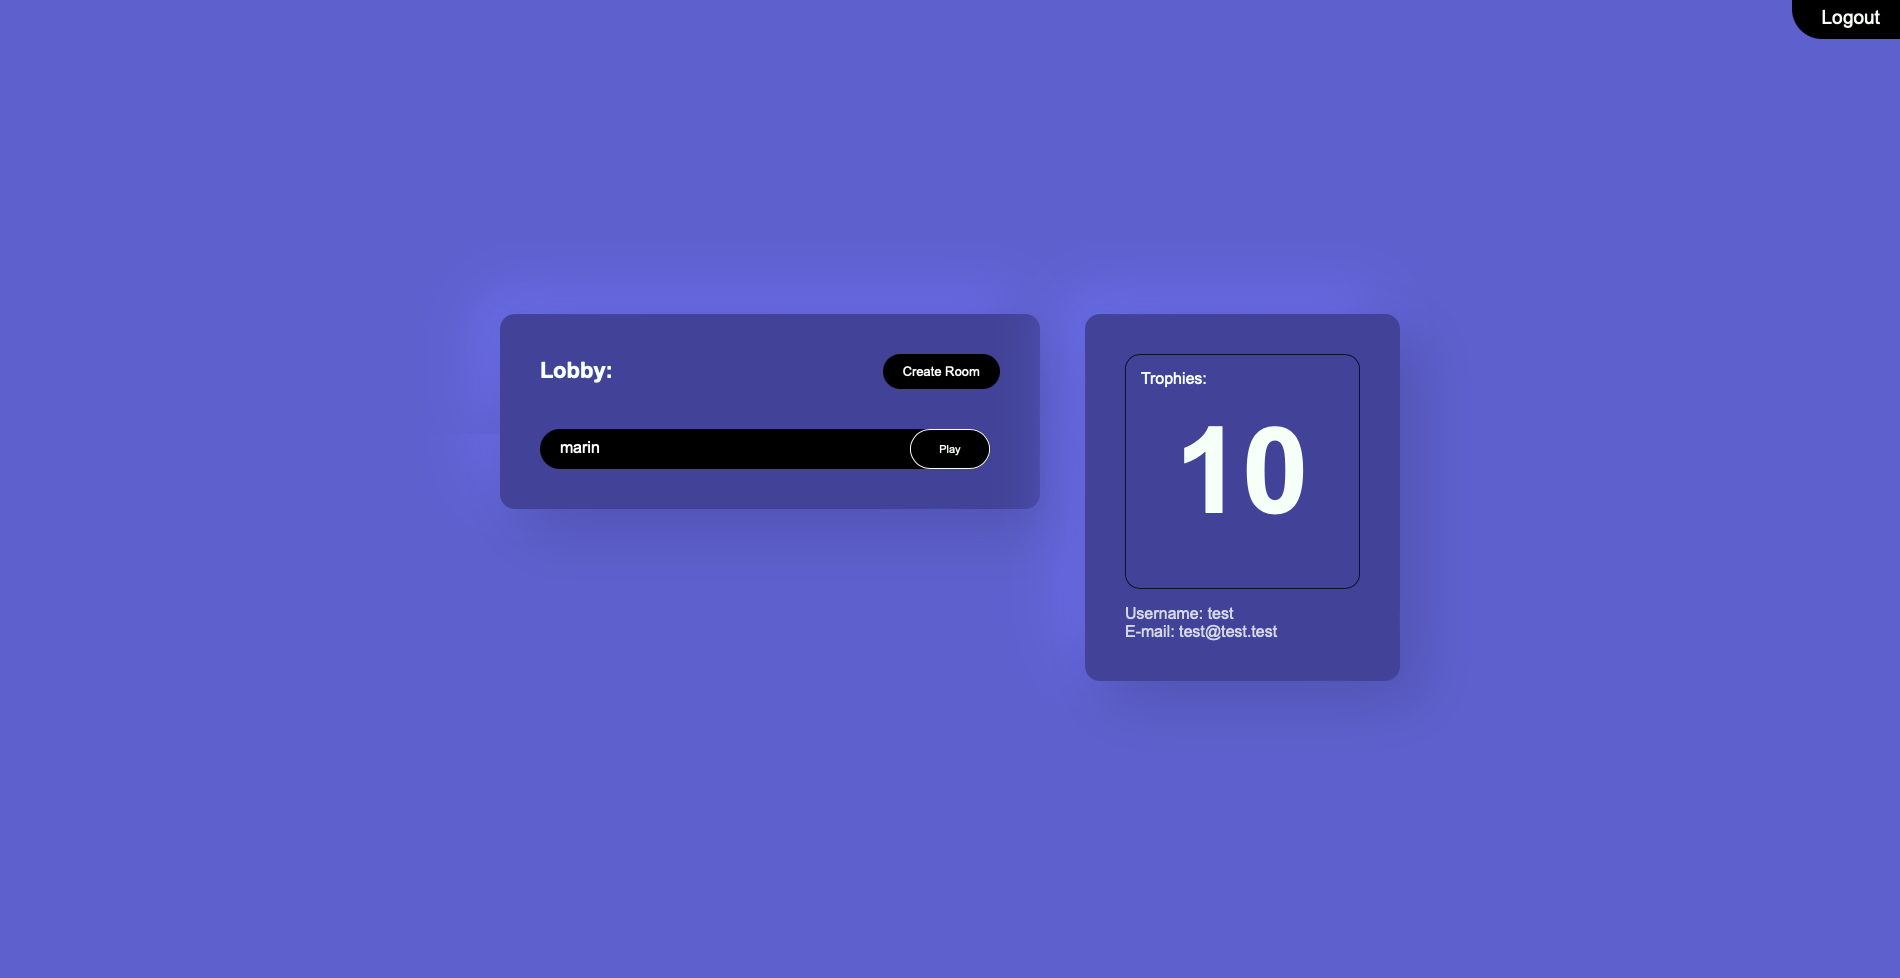 Logout
Lobby:
Create Room
marin
Play
Trophies:
10
Username: test
E-mail: test@test.test